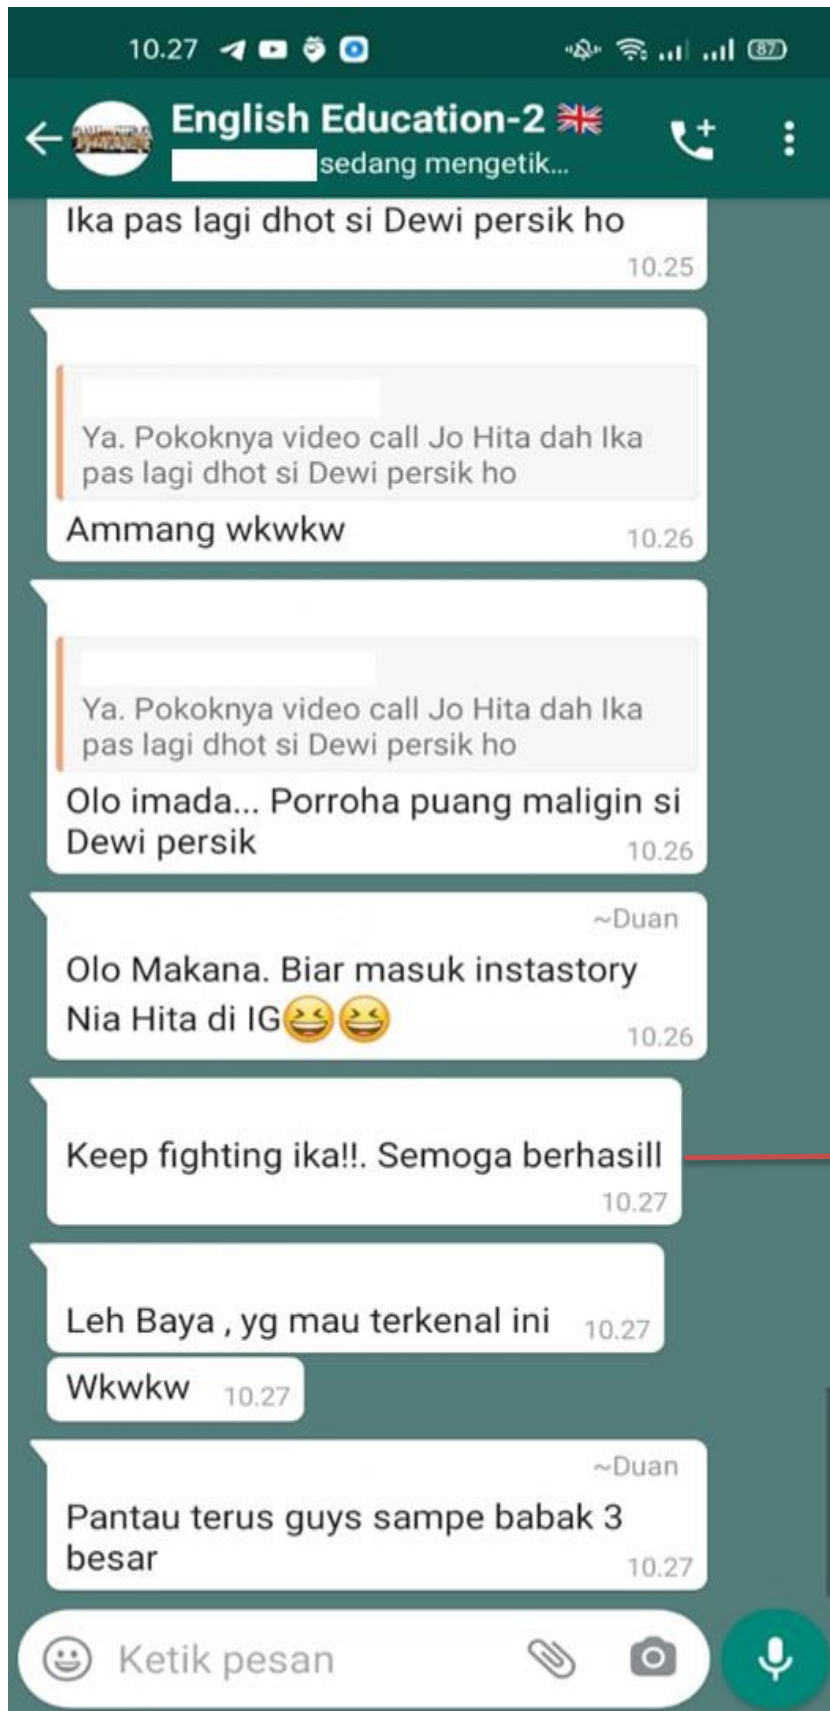 10.27
87
English Education-2
sedang mengetik...
Ika pas lagi dhot si Dewi persik ho
10.25
Ya. Pokoknya video call Jo Hita dah Ika
pas lagi dhot si Dewi persik ho
Ammang wkwkw
10.26
Ya. Pokoknya video call Jo Hita dah Ika
pas lagi dhot si Dewi persik ho
Olo imada... Porroha puang maligin si
Dewi persik
10.26
~Duan
Olo Makana. Biar masuk instastory
Nia Hita di IG😆😆
10.26
Keep fighting ika!!. Semoga berhasill
10.27
Leh Baya , yg mau terkenal ini
10.27
Wkwkw
10.27
~Duan
Pantau terus guys sampe babak 3
besar
10.27
Ketik pesan